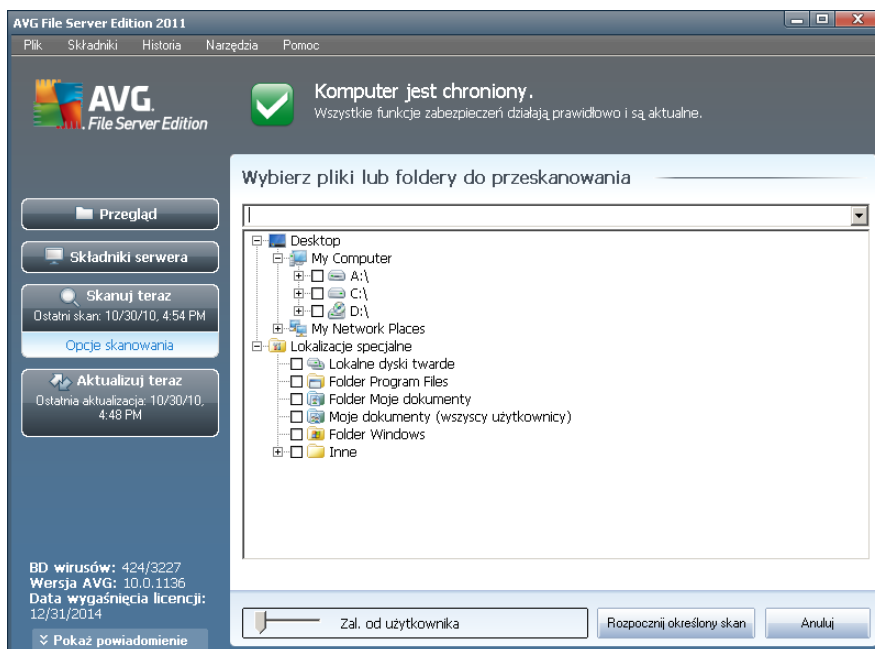 AVG File Server Edition 2011
Plik Składniki Historia Narzędzia Pomoc
AVG.
File Server Edition
Komputer jest chroniony.
Wszystkie funkcje zabezpieczeń działają prawidłowo i są aktualne.
Wybierz pliki lub foldery do przeskanowania
Przegląd
Składniki serwera
Skanuj teraz
Ostatni skan: 10/30/10, 4:54 PM
Opcje skanowania
Aktualizuj teraz
Ostatnia aktualizacja: 10/30/10,
4:48 PM
Desktop
My Computer
A:\
C:\
D:\
My Network Places
Lokalizacje specjalne
Lokalne dyski twarde
Folder Program Files
Folder Moje dokumenty
Moje dokumenty (wszyscy użytkownicy)
Folder Windows
Inne
BD wirusów: 424/3227
Wersja AVG: 10.0.1136
Data wygaśnięcia licencji:
12/31/2014
Pokaż powiadomienie
Zal. od użytkownika
Rozpocznij określony skan
Anuluj